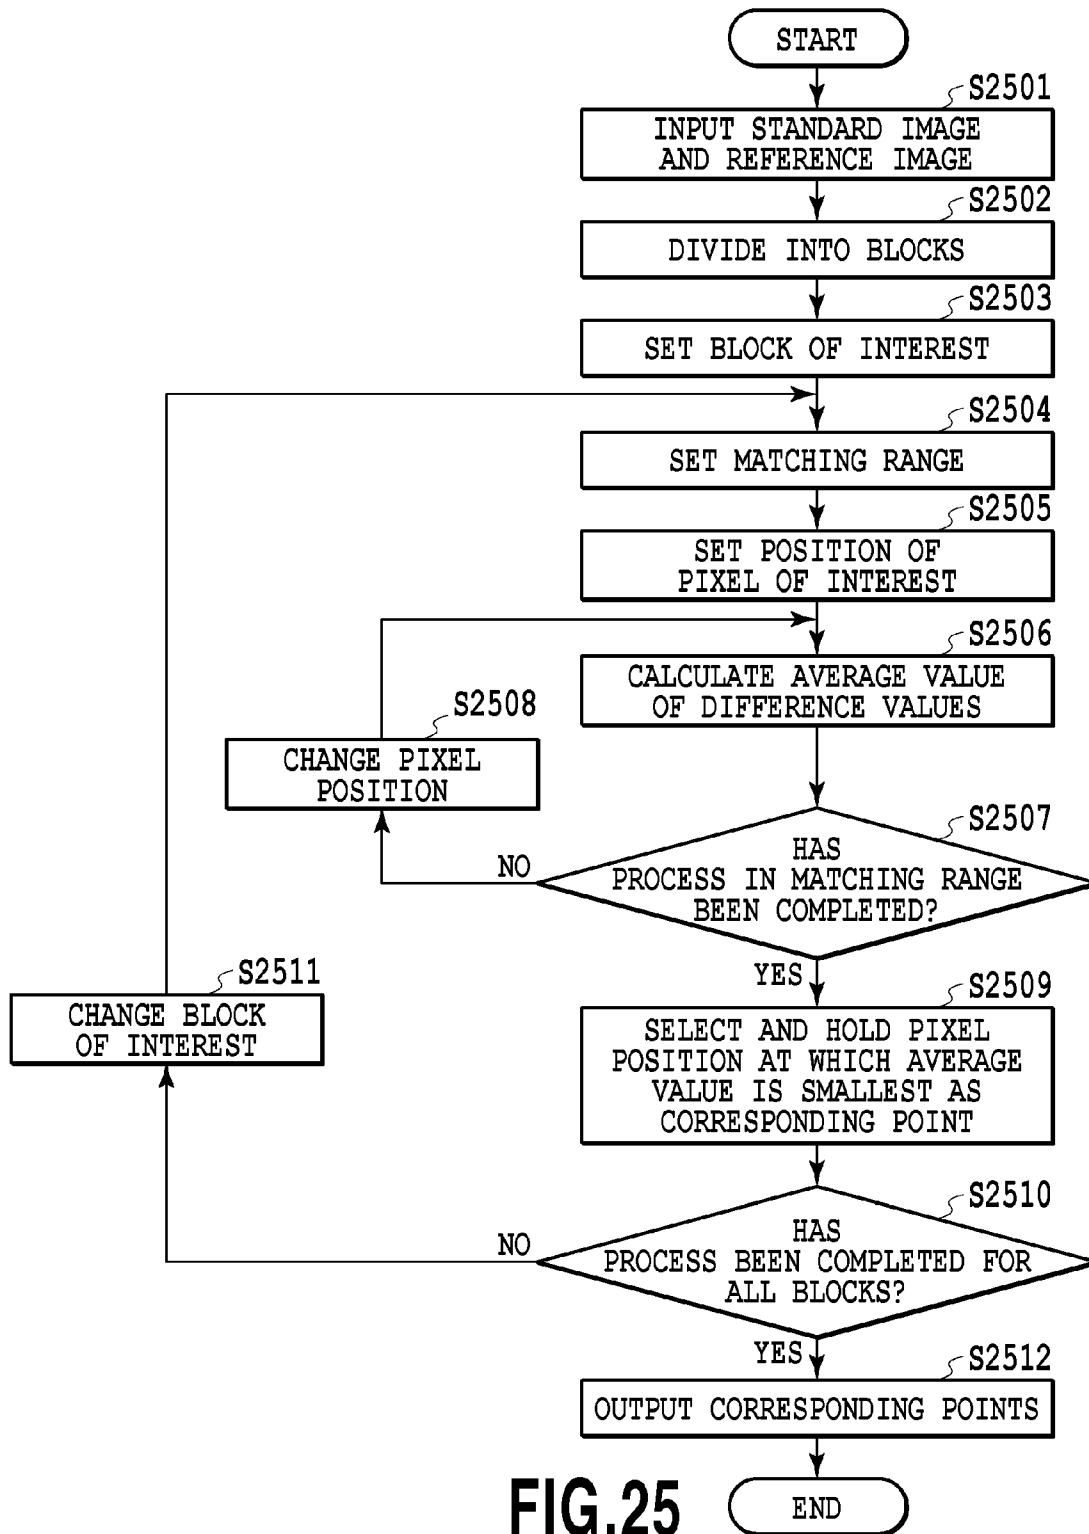 START
S2501
INPUT STANDARD IMAGE
AND REFERENCE IMAGE
S2502
DIVIDE INTO BLOCKS
S2503
SET BLOCK OF INTEREST
S2504
SET MATCHING RANGE
S2505
SET POSITION OF
PIXEL OF INTEREST
S2506
CALCULATE AVERAGE VALUE
OF DIFFERENCE VALUES
S2508
CHANGE PIXEL
POSITION
S2507
HAS
PROCESS IN MATCHING RANGE
BEEN COMPLETED?
NO
YES
S2509
SELECT AND HOLD PIXEL
POSITION AT WHICH AVERAGE
VALUE IS SMALLEST AS
CORRESPONDING POINT
S2511
CHANGE BLOCK
OF INTEREST
S2510
HAS
PROCESS BEEN COMPLETED FOR
ALL BLOCKS?
NO
YES
S2512
OUTPUT CORRESPONDING POINTS
END
FIG.25